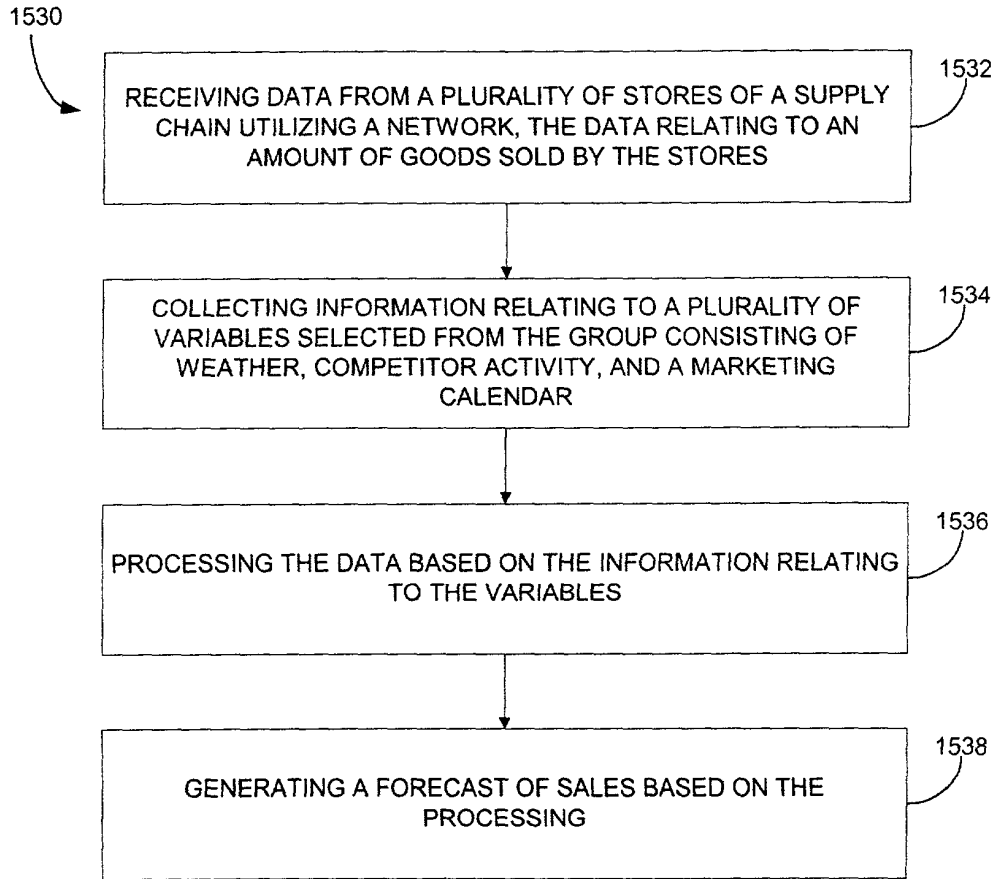 1530
RECEIVING DATA FROM A PLURALITY OF STORES OF A SUPPLY
CHAIN UTILIZING A NETWORK, THE DATA RELATING TO AN
AMOUNT OF GOODS SOLD BY THE STORES
1532
COLLECTING INFORMATION RELATING TO A PLURALITY OF
VARIABLES SELECTED FROM THE GROUP CONSISTING OF
WEATHER, COMPETITOR ACTIVITY, AND A MARKETING
CALENDAR
1534
PROCESSING THE DATA BASED ON THE INFORMATION RELATING
TO THE VARIABLES
1536
GENERATING A FORECAST OF SALES BASED ON THE
PROCESSING
1538